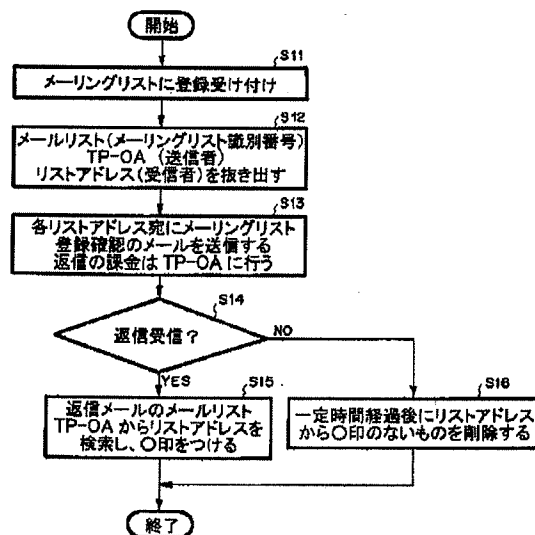 開始
S11
メーリングリストに登録受け付け
S12
メールリスト(メーリングリスト識別番号)
TP-OA (送信者)
リストアドレス(受信者)を抜き出す
S13
各リストアドレス宛にメーリングリスト
登録確認のメールを送信する
返信の課金はTP-OAに行う
S14
返信受信?
NO
YES
S15
返信メールのメールリスト
TP-OAからリストアドレスを
検索し、○印をつける
S16
一定時間経過後にリストアドレス
から○印のないものを削除する
終了